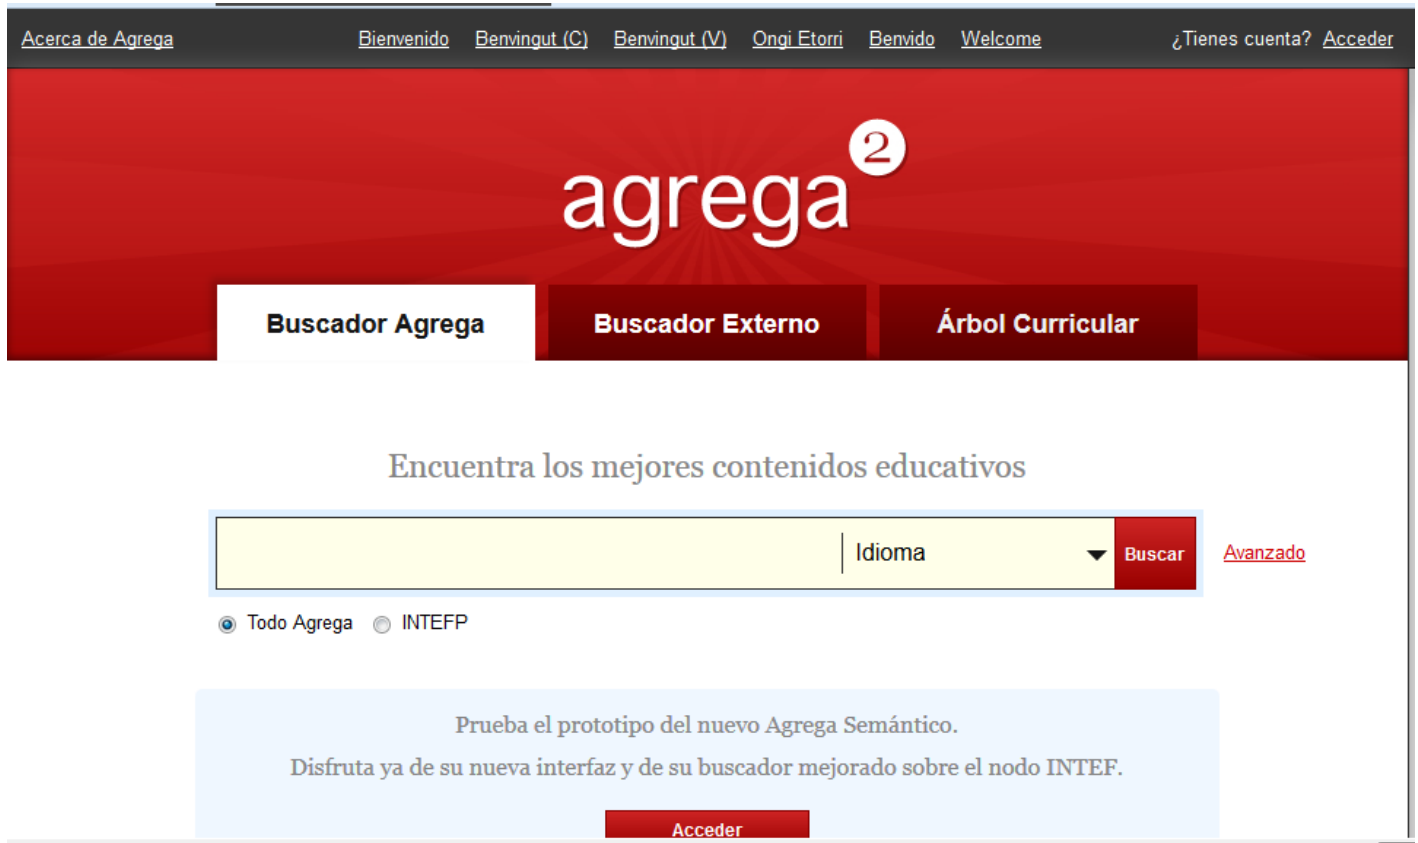 Acerca de Agrega Bienvenido Benvingut (C) Benvingut (V) Ongi Etorri Benvido Welcome ¿Tienes cuenta? Acceder
agrega 2
Buscador Agrega Buscador Externo Árbol Curricular
Encuentra los mejores contenidos educativos
Idioma Buscar Avanzado
Todo Agrega INTEFP
Prueba el prototipo del nuevo Agrega Semántico.
Disfruta ya de su nueva interfaz y de su buscador mejorado sobre el nodo INTEF.
Acceder